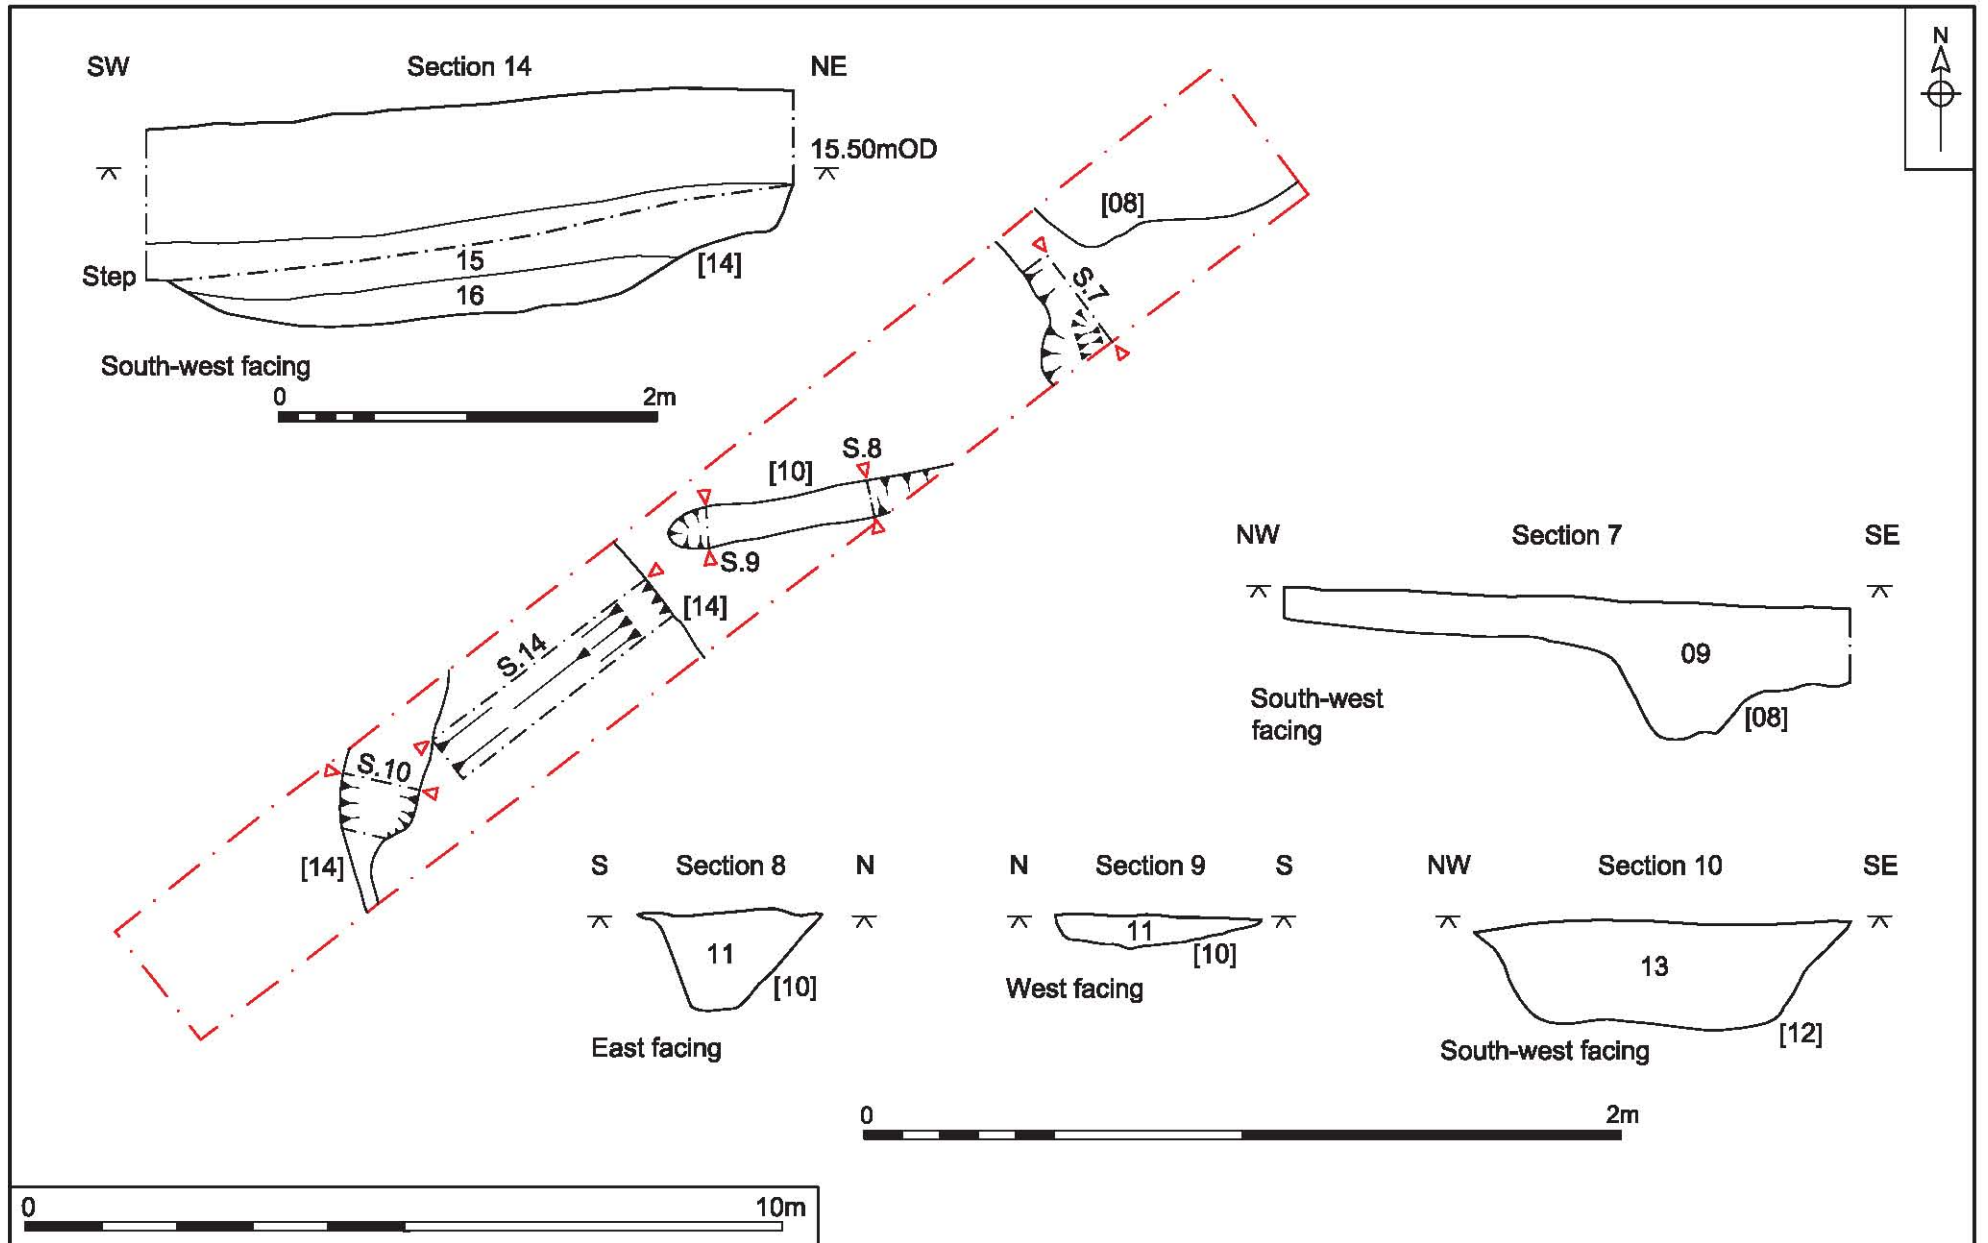 SW Section 14 NE
N
15.50mOD
Step
15
16
[14]
South-west facing
0 2m
[08]
S.7
S.8
[10]
S.9
[14]
S.14
S.10
[14]
NW Section 7 SE
09
[08]
South-west
facing
S Section 8 N
11
[10]
East facing
N Section 9 S
11
[10]
West facing
NW Section 10 SE
13
[12]
South-west facing
0 2m
0 10m